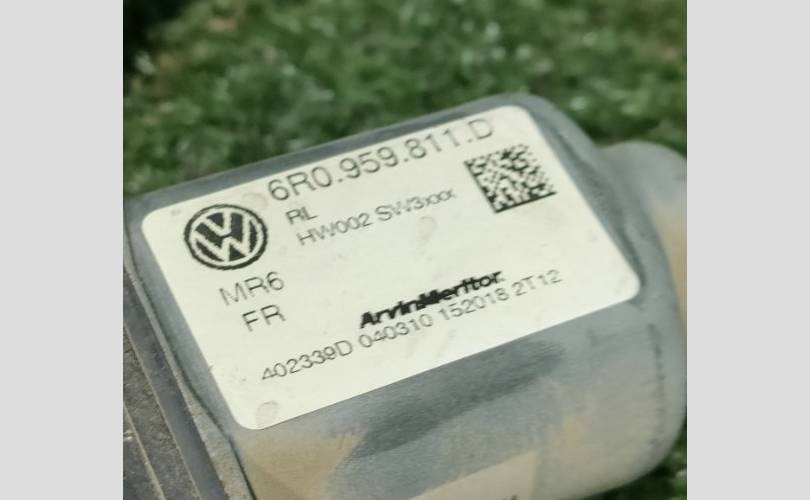 6R0.959.811.D
RL
HW002 SW3xxx
MR6
FR
ArvinMeritor
402339D 040310 152018 2T12